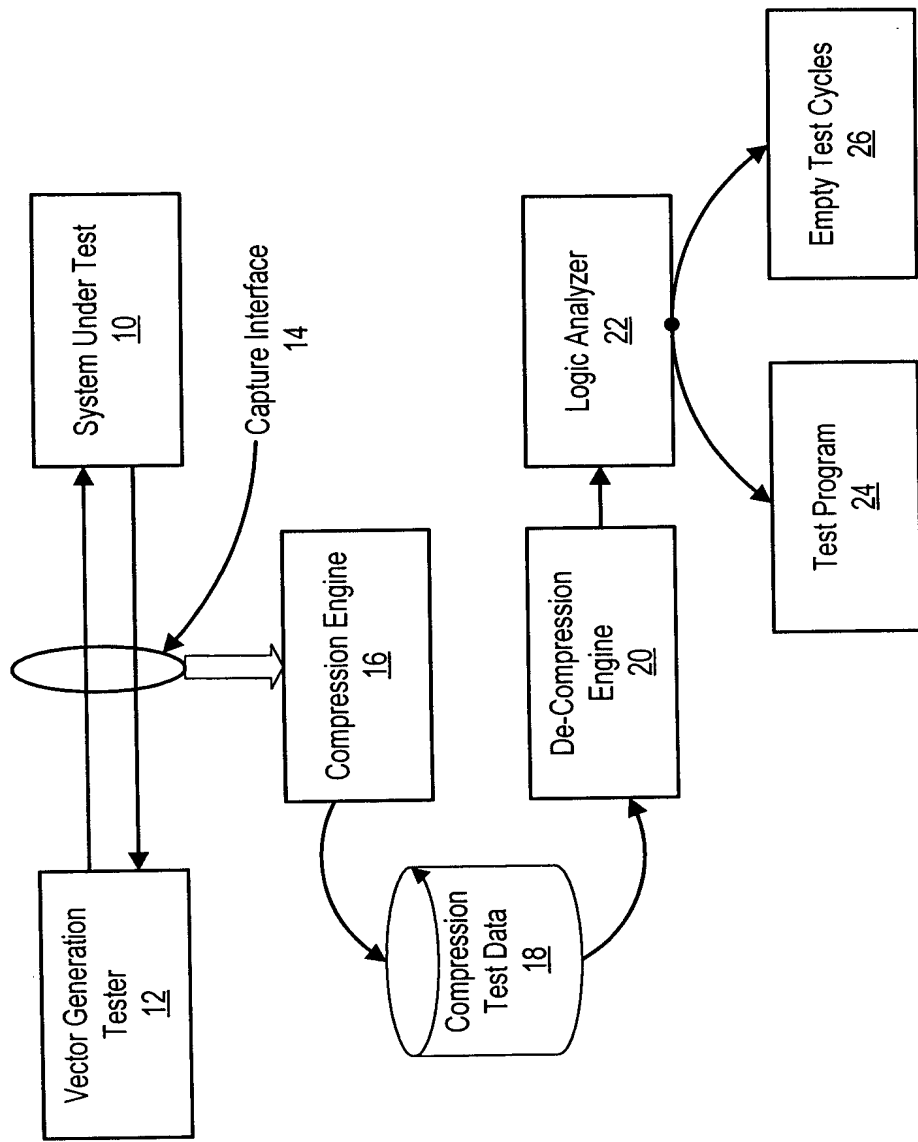 Vector Generation
Tester
12
System Under Test
10
Capture Interface
14
Compression Engine
16
Compression
Test Data
18
De-Compression
Engine
20
Logic Analyzer
22
Test Program
24
Empty Test Cycles
26